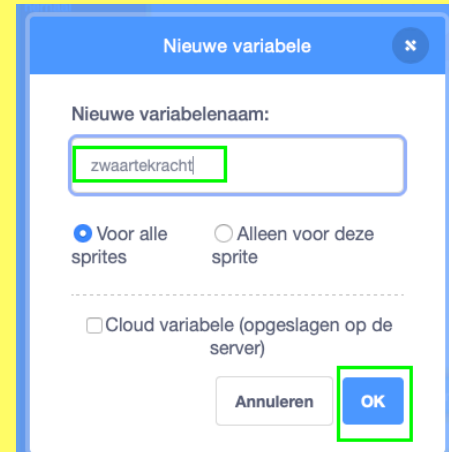 Nieuwe variabele
Nieuwe variabelenaam:
zwaartekracht
Voor alle sprites
Alleen voor deze sprite
Cloud variabele (opgeslagen op de
server)
Annuleren
OK